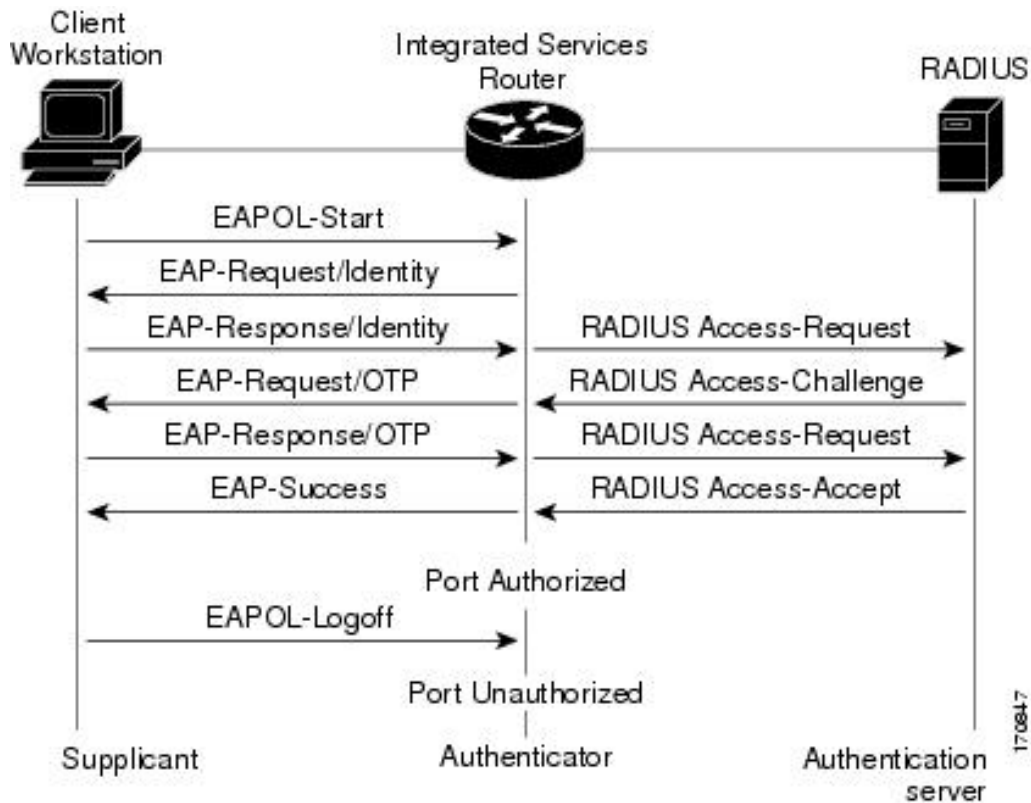 Client
Workstation
Integrated Services
Router
RADIUS
EAPOL-Start
EAP-Request/Identity
EAP-Response/Identity
RADIUS Access-Request
EAP-Request/OTP
RADIUS Access-Challenge
EAP-Response/OTP
RADIUS Access-Request
EAP-Success
RADIUS Access-Accept
Port Authorized
EAPOL-Logoff
Port Unauthorized
Supplicant
Authenticator
Authentication
server